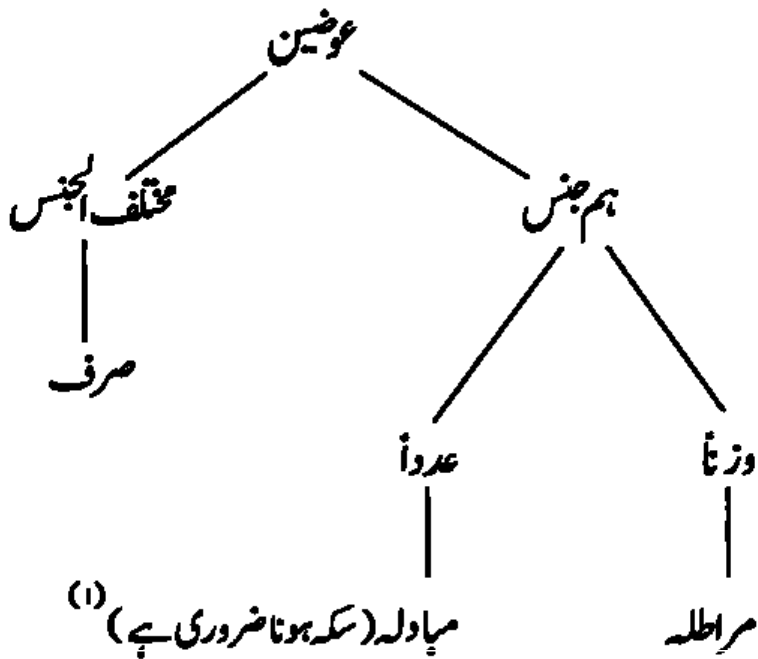 عوضین
ہم جنس
مختلف الجنس
صرف
وزناً
عدداً
مراطلہ
مبادلہ (سکہ ہونا ضروری ہے) (۱)